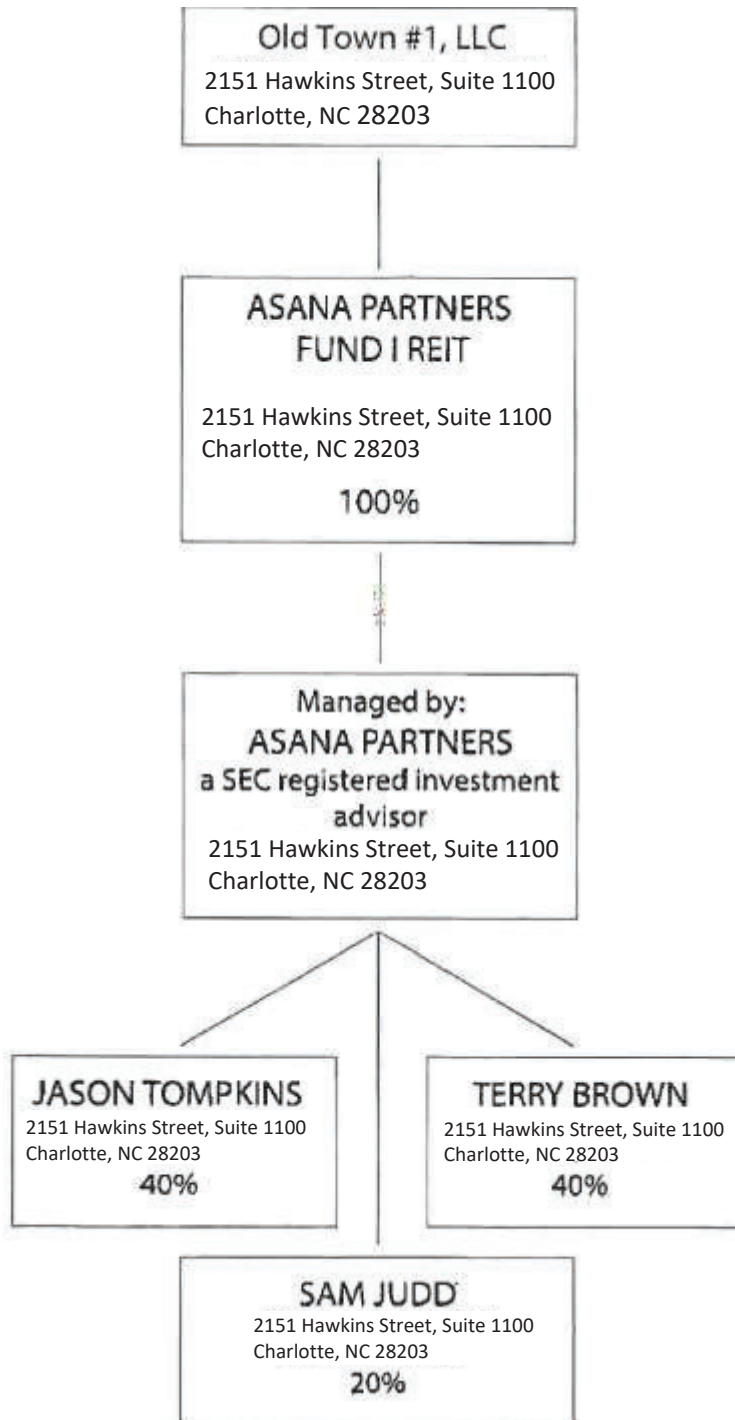 Old Town #1, LLC
2151 Hawkins Street, Suite 1100
Charlotte, NC 28203
ASANA PARTNERS
FUND I REIT
2151 Hawkins Street, Suite 1100
Charlotte, NC 28203
100%
Managed by:
ASANA PARTNERS
a SEC registered investment
advisor
2151 Hawkins Street, Suite 1100
Charlotte, NC 28203
JASON TOMPKINS
2151 Hawkins Street, Suite 1100
Charlotte, NC 28203
40%
TERRY BROWN
2151 Hawkins Street, Suite 1100
Charlotte, NC 28203
40%
SAM JUDD
2151 Hawkins Street, Suite 1100
Charlotte, NC 28203
20%